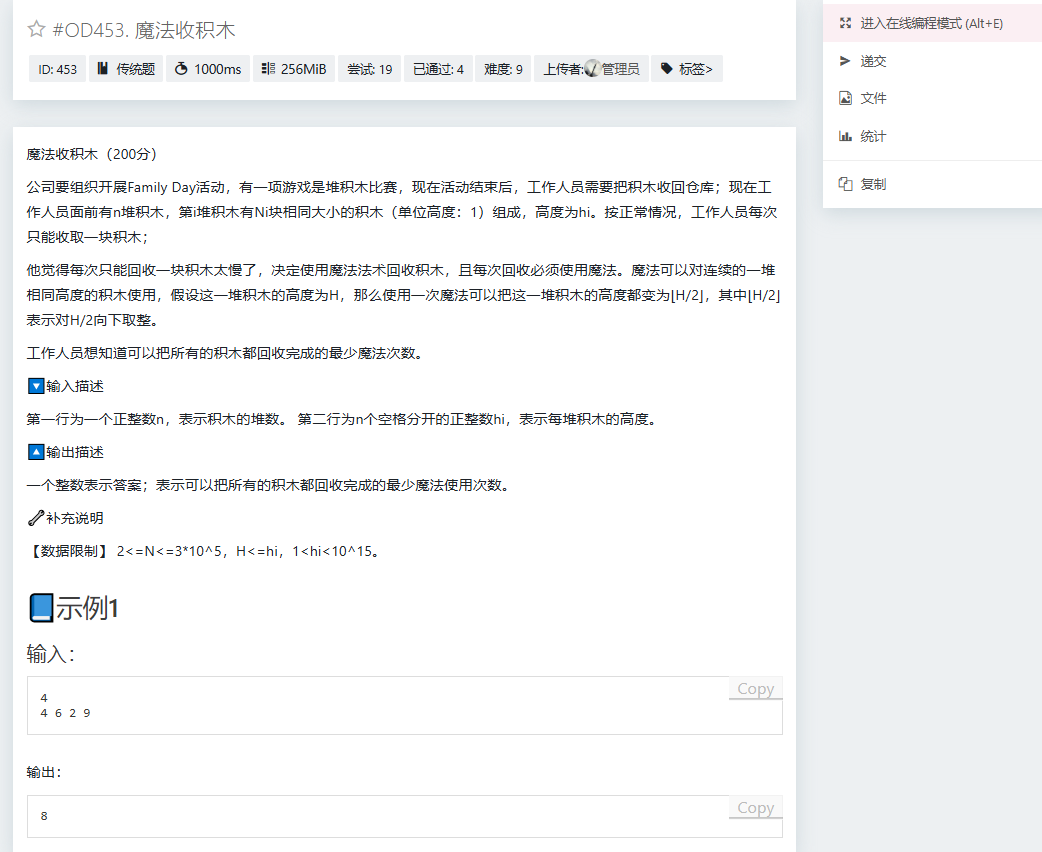 #OD453. 魔法收积木
ID: 453 传统题 1000ms 256MiB 尝试: 19 已通过: 4 难度: 9 上传者: 管理员 标签>
魔法收积木（200分）
公司要组织开展Family Day活动，有一项游戏是堆积木比赛，现在活动结束后，工作人员需要把积木收回仓库；现在工
作人员面前有n堆积木，第i堆积木有Ni块相同大小的积木（单位高度：1）组成，高度为hi。按正常情况，工作人员每次
只能收取一块积木；
他觉得每次只能回收一块积木太慢了，决定使用魔法法术回收积木，且每次回收必须使用魔法。魔法可以对连续的一堆
相同高度的积木使用，假设这一堆积木的高度为H，那么使用一次魔法可以把这一堆积木的高度都变为⌊H/2⌋，其中⌊H/2⌋
表示对H/2向下取整。
工作人员想知道可以把所有的积木都回收完成的最少魔法次数。
🔽输入描述
第一行为一个正整数n，表示积木的堆数。 第二行为n个空格分开的正整数hi，表示每堆积木的高度。
🔼输出描述
一个整数表示答案；表示可以把所有的积木都回收完成的最少魔法使用次数。
🔗补充说明
【数据限制】 2<=N<=3*10^5，H<=hi，1<hi<10^15。
📘示例1
输入：
Copy
4
4 6 2 9
输出：
Copy
8
进入在线编程模式 (Alt+E)
递交
文件
统计
复制